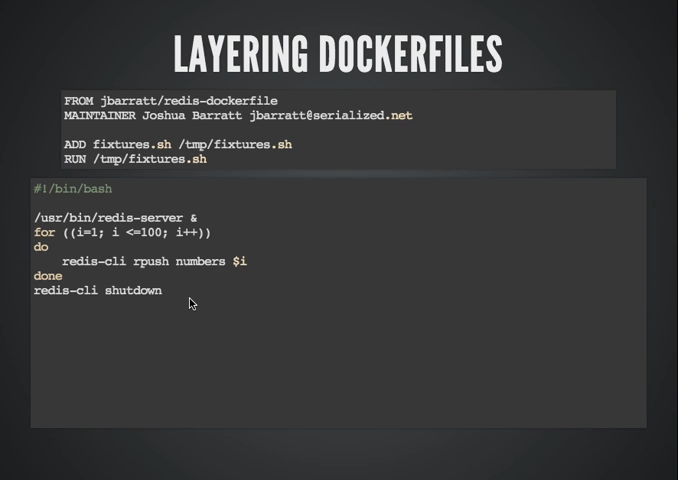 LAYERING DOCKERFILES
FROM jbarratt/redis-dockerfile
MAINTAINER Joshua Barratt jbarratt@serialized.net
ADD fixtures.sh /tmp/fixtures.sh
RUN /tmp/fixtures.sh
#!/bin/bash
/usr/bin/redis-server &
for ((i=1; i <=100; i++))
do
    redis-cli rpush numbers $i
done
redis-cli shutdown